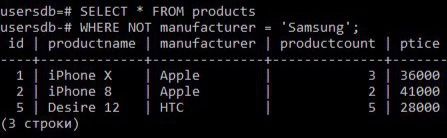 usersdb=# SELECT * FROM products
usersdb-# WHERE NOT manufacturer = 'Samsung';
 id | productname | manufacturer | productcount | ptice
----+-------------+--------------+--------------+-------
  1 | iPhone X    | Apple        |            3 | 36000
  2 | iPhone 8    | Apple        |            2 | 41000
  5 | Desire 12   | HTC          |            5 | 28000
(3 строки)